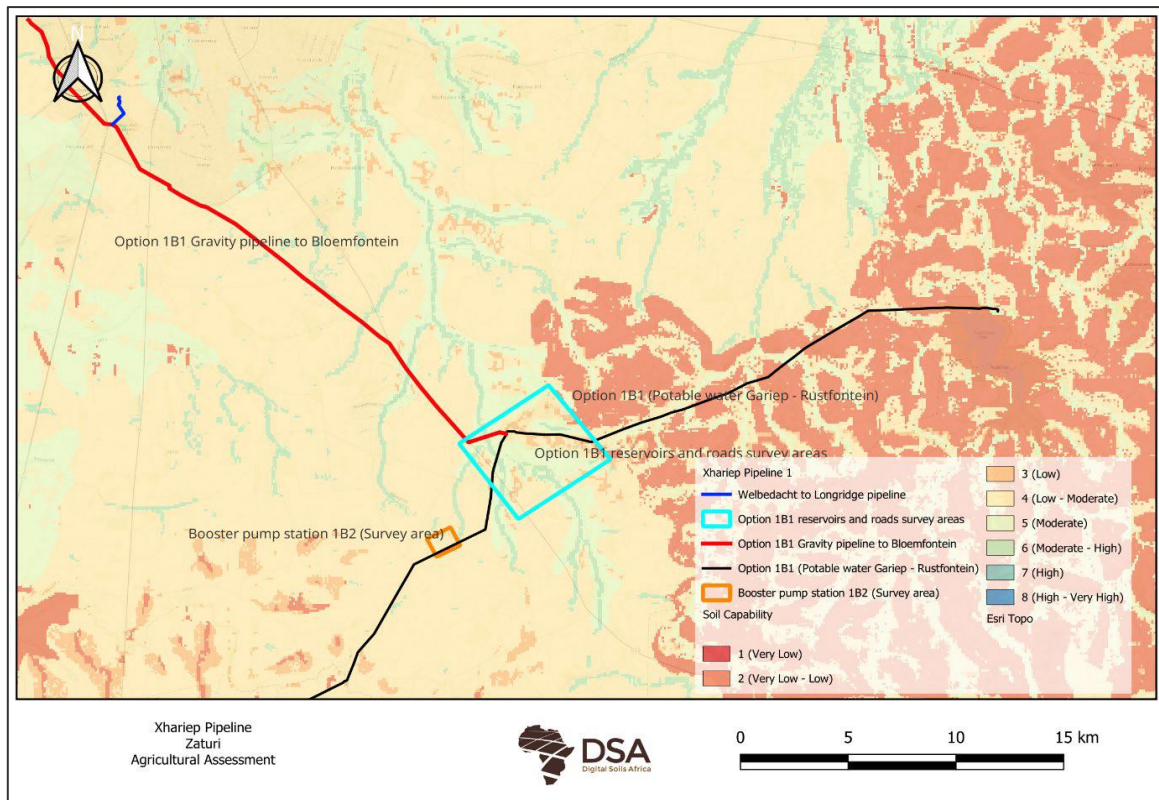 N
Option 1B1 Gravity pipeline to Bloemfontein
Option 1B1 (Potable water Gariep - Rustfontein)
Option 1B1 reservoirs and roads survey areas
Booster pump station 1B2 (Survey area)
Xhariep Pipeline 1
Welbedacht to Longridge pipeline
Option 1B1 reservoirs and roads survey areas
Option 1B1 Gravity pipeline to Bloemfontein
Option 1B1 (Potable water Gariep - Rustfontein)
Booster pump station 1B2 (Survey area)
Soil Capability
1 (Very Low)
2 (Very Low - Low)
3 (Low)
4 (Low - Moderate)
5 (Moderate)
6 (Moderate - High)
7 (High)
8 (High - Very High)
Esri Topo
Xhariep Pipeline
Zaturi
Agricultural Assessment
DSA
Digital Soils Africa
0 5 10 15 km